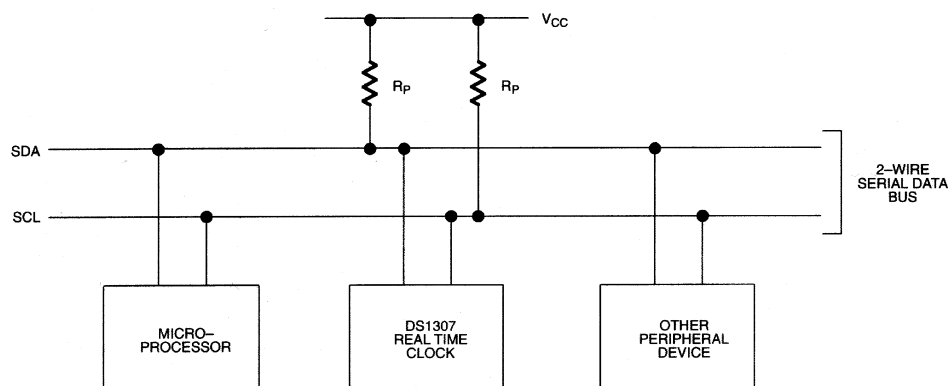 VCC
RP
RP
SDA
2–WIRE
SERIAL DATA
BUS
SCL
MICRO–
PROCESSOR
DS1307
REAL TIME
CLOCK
OTHER
PERIPHERAL
DEVICE